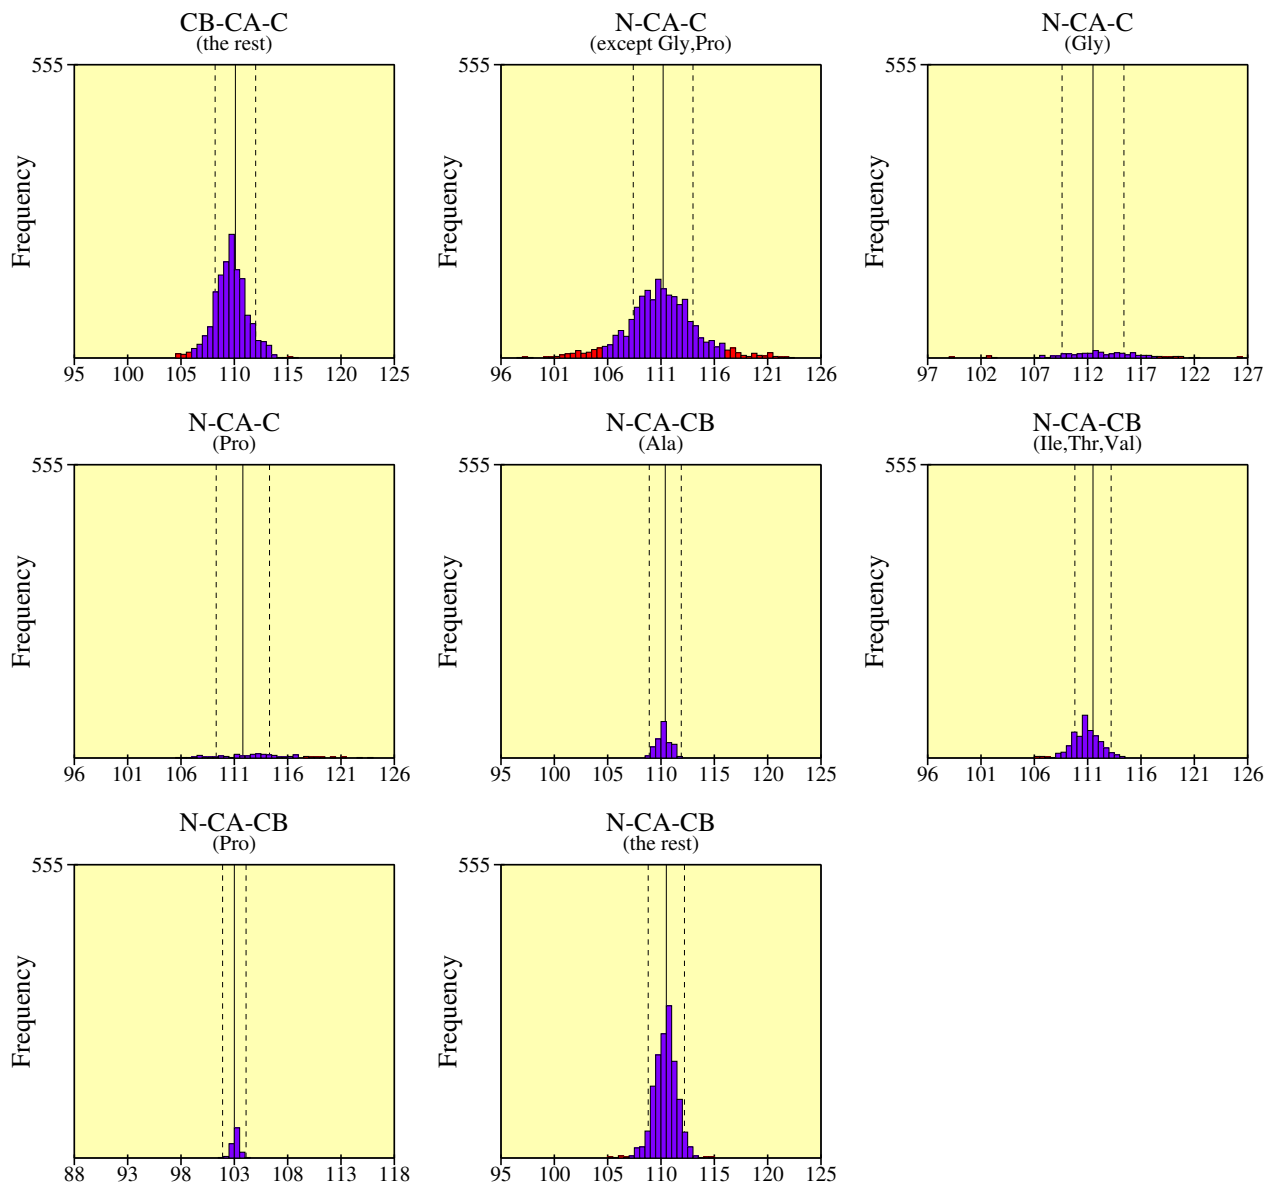 CB-CA-C
(the rest)
555
Frequency
95 100 105 110 115 120 125
N-CA-C
(except Gly,Pro)
555
Frequency
96 101 106 111 116 121 126
N-CA-C
(Gly)
555
Frequency
97 102 107 112 117 122 127
N-CA-C
(Pro)
555
Frequency
96 101 106 111 116 121 126
N-CA-CB
(Ala)
555
Frequency
95 100 105 110 115 120 125
N-CA-CB
(Ile,Thr,Val)
555
Frequency
96 101 106 111 116 121 126
N-CA-CB
(Pro)
555
Frequency
88 93 98 103 108 113 118
N-CA-CB
(the rest)
555
Frequency
95 100 105 110 115 120 125